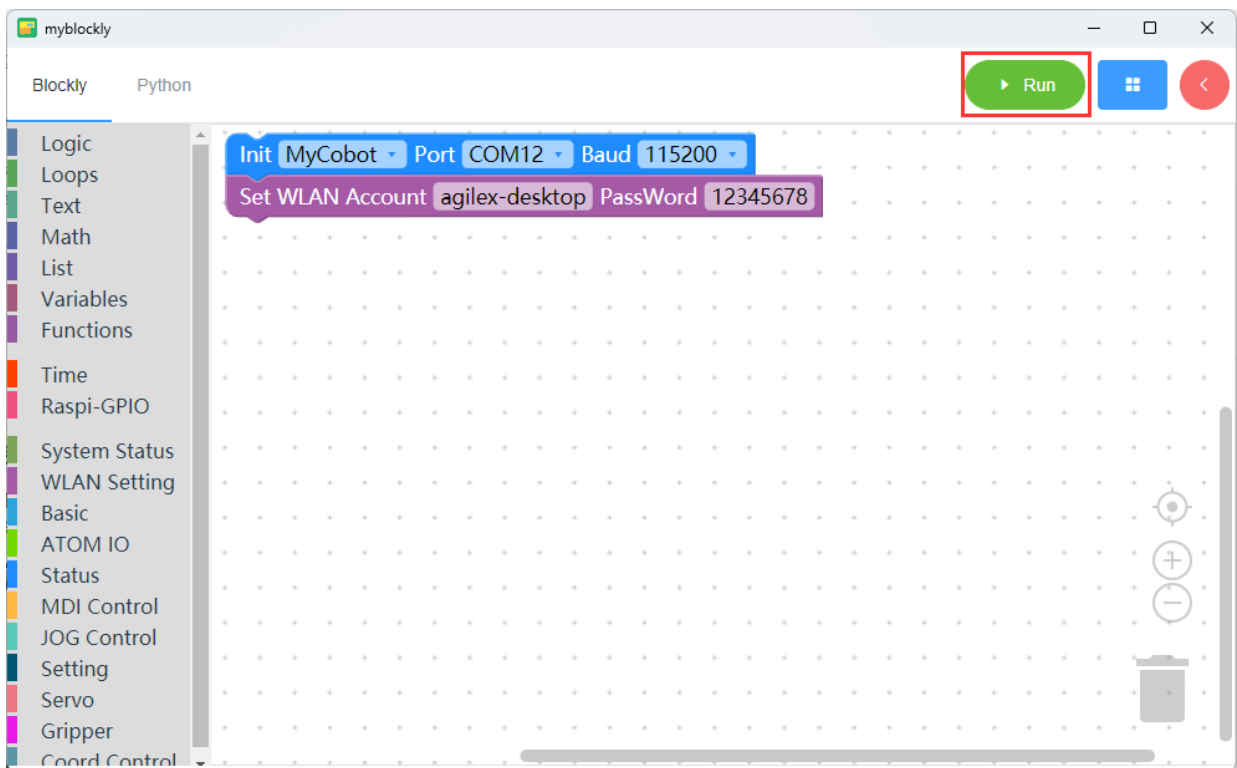 myblockly
Blockly Python Run
Logic
Loops
Text
Math
List
Variables
Functions
Time
Raspi-GPIO
System Status
WLAN Setting
Basic
ATOM IO
Status
MDI Control
JOG Control
Setting
Servo
Gripper
Coord Control
Init MyCobot Port COM12 Baud 115200
Set WLAN Account agilex-desktop PassWord 12345678